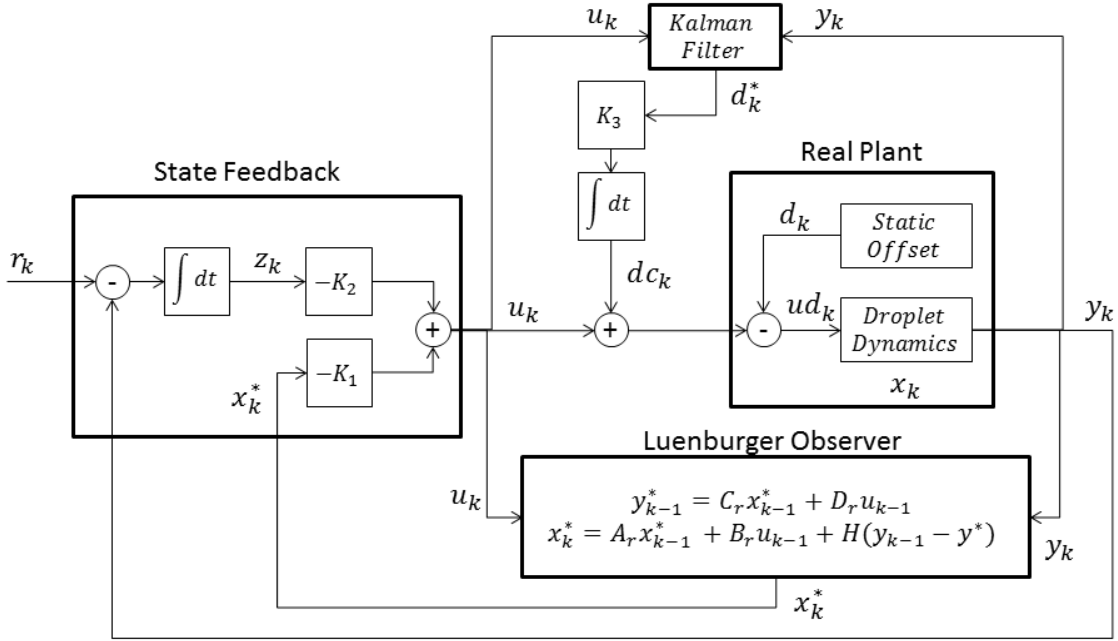 u_k
Kalman
Filter
y_k
d_k^*
K_3
∫ dt
dc_k
State Feedback
r_k
-
∫ dt
z_k
-K_2
+
-K_1
x_k^*
u_k
+
Real Plant
d_k
Static
Offset
-
ud_k
Droplet
Dynamics
x_k
y_k
Luenburger Observer
u_k
y_{k-1}^* = C_r x_{k-1}^* + D_r u_{k-1}
x_k^* = A_r x_{k-1}^* + B_r u_{k-1} + H(y_{k-1} - y^*)
y_k
x_k^*